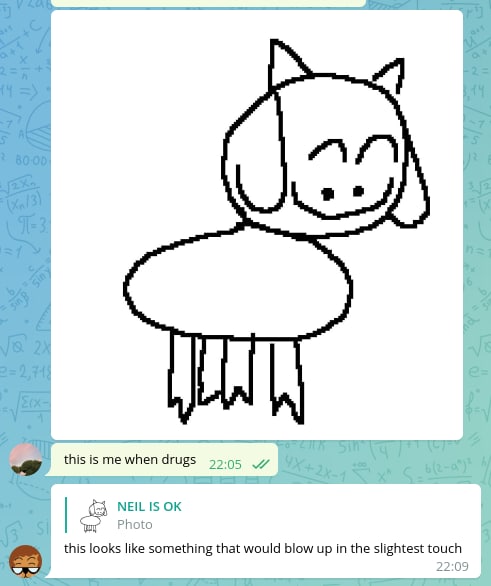 this is me when drugs 22:05
NEIL IS OK
Photo
this looks like something that would blow up in the slightest touch
22:09